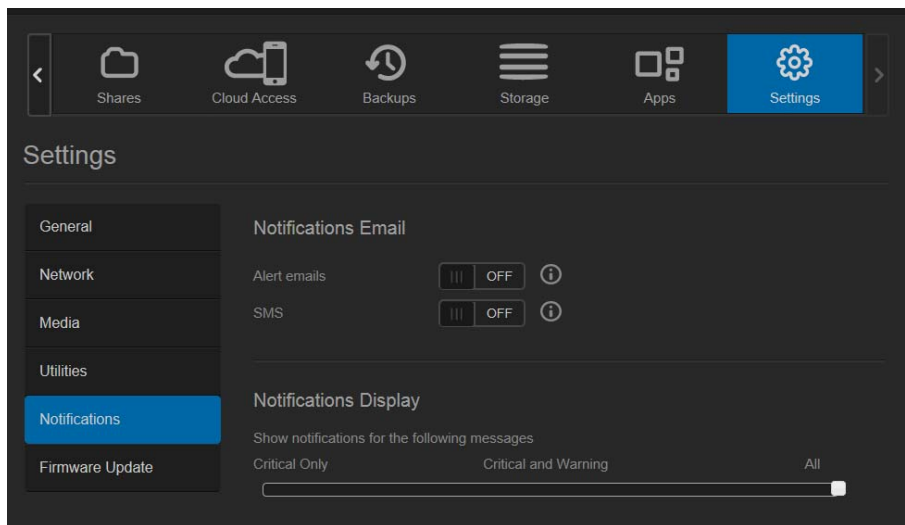 Shares Cloud Access Backups Storage Apps Settings
Settings
General
Network
Media
Utilities
Notifications
Firmware Update
Notifications Email
Alert emails OFF
SMS OFF
Notifications Display
Show notifications for the following messages
Critical Only Critical and Warning All